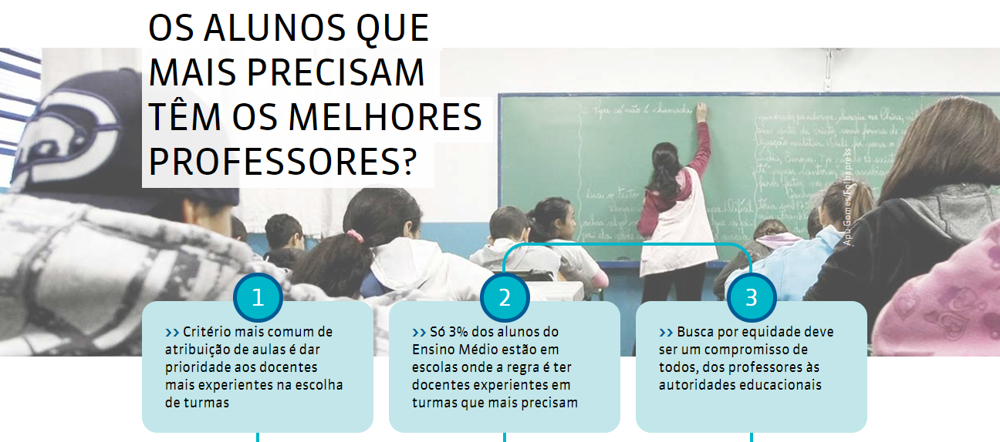 OS ALUNOS QUE
MAIS PRECISAM
TÊM OS MELHORES
PROFESSORES?
Apu Gomes/Folhapress
1
>> Critério mais comum de
atribuição de aulas é dar
prioridade aos docentes
mais experientes na escolha
de turmas
2
>> Só 3% dos alunos do
Ensino Médio estão em
escolas onde a regra é ter
docentes experientes em
turmas que mais precisam
3
>> Busca por equidade deve
ser um compromisso de
todos, dos professores às
autoridades educacionais